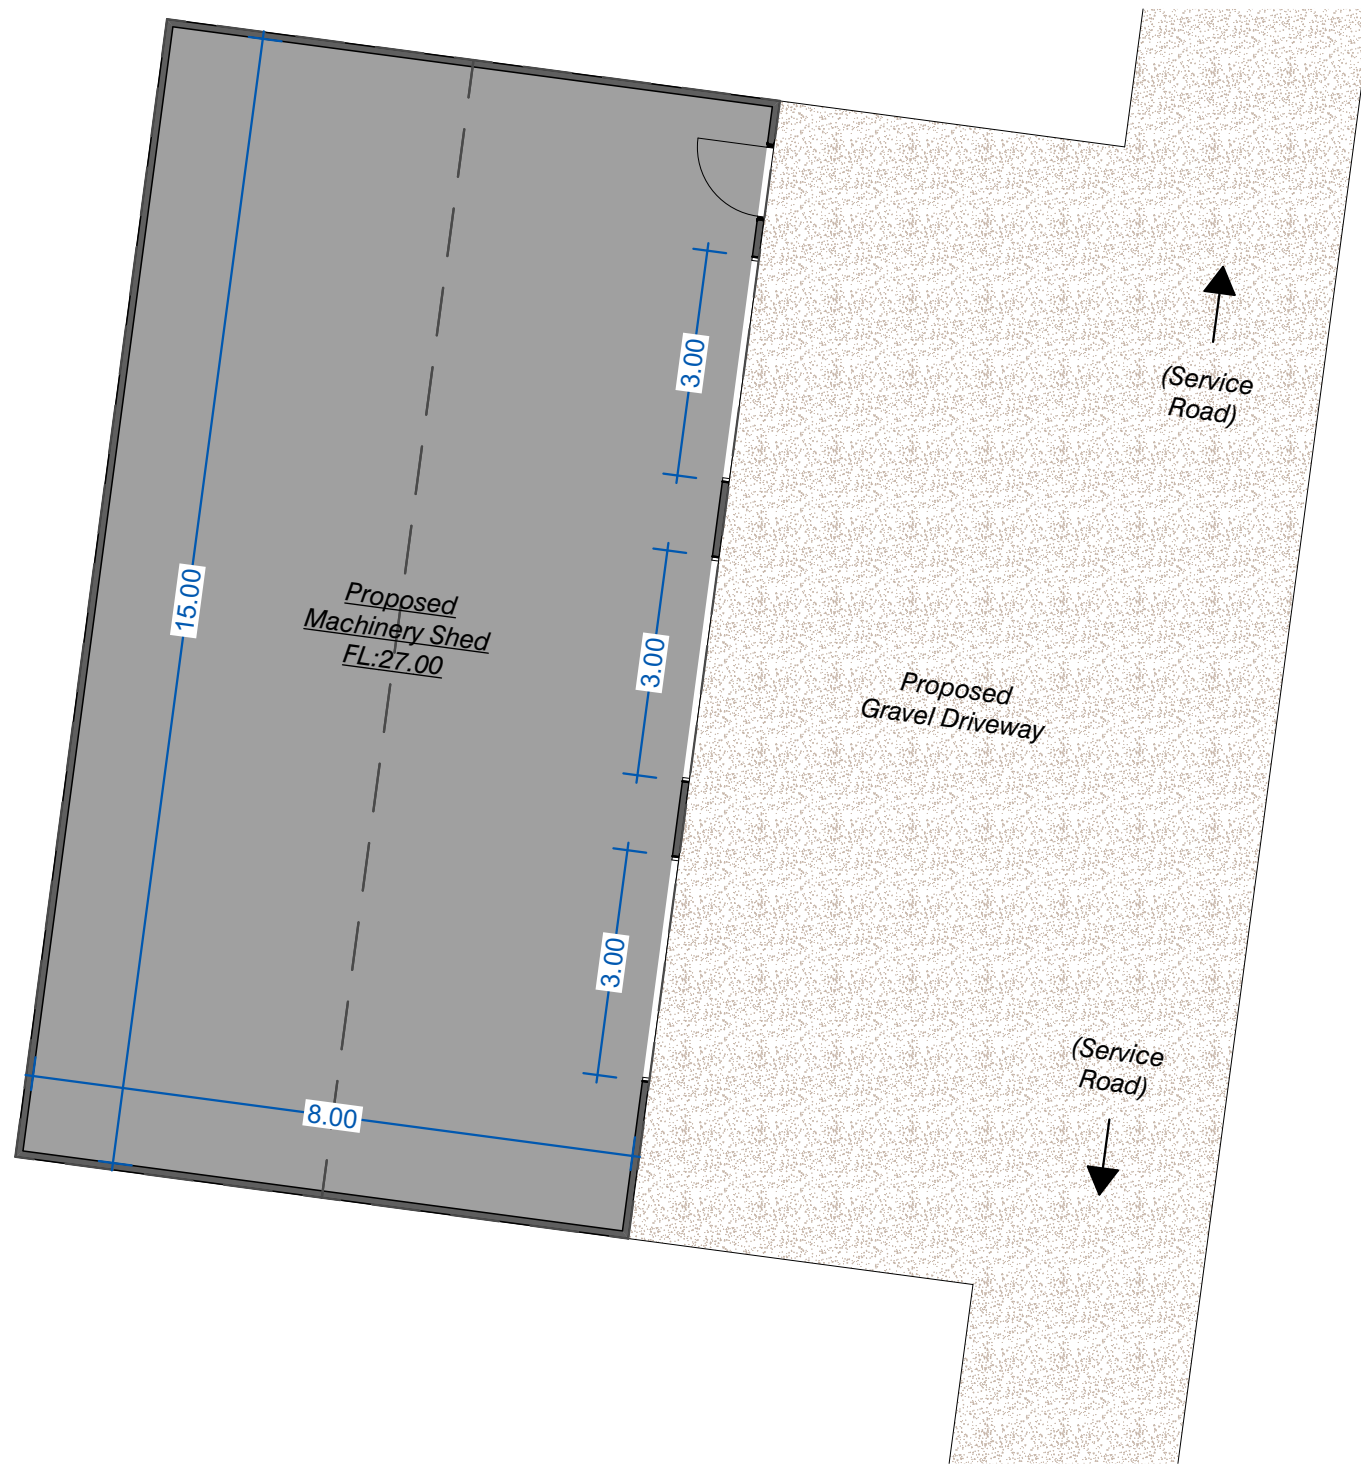 3.00
(Service
Road)
15.00
Proposed
Machinery Shed
FL:27.00
3.00
Proposed
Gravel Driveway
3.00
(Service
Road)
8.00